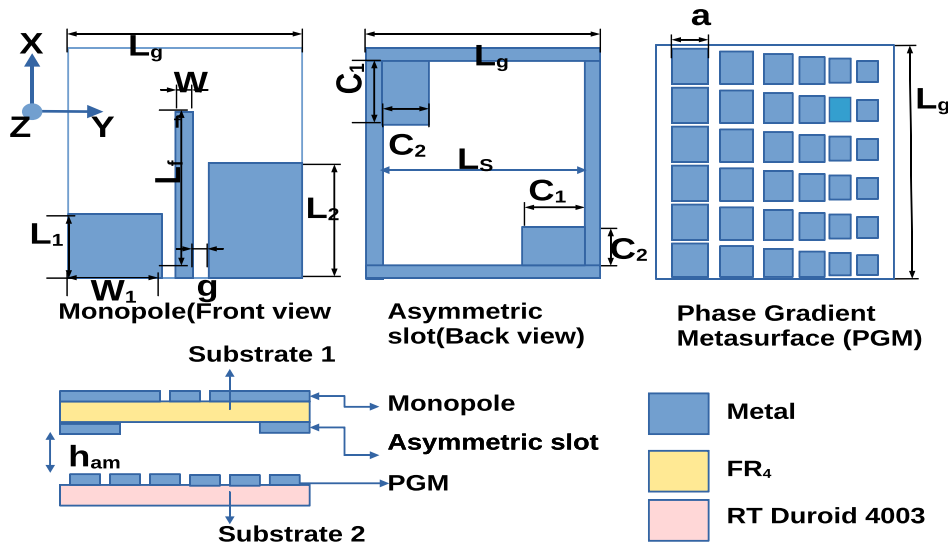 X
Z
Y
Lg
W
f
Lf
L1
W1
g
L2
Monopole(Front view
Lg
C1
C2
LS
C1
C2
Asymmetric
slot(Back view)
a
Lg
Phase Gradient
Metasurface (PGM)
Substrate 1
Monopole
Asymmetric slot
ham
PGM
Substrate 2
Metal
FR4
RT Duroid 4003